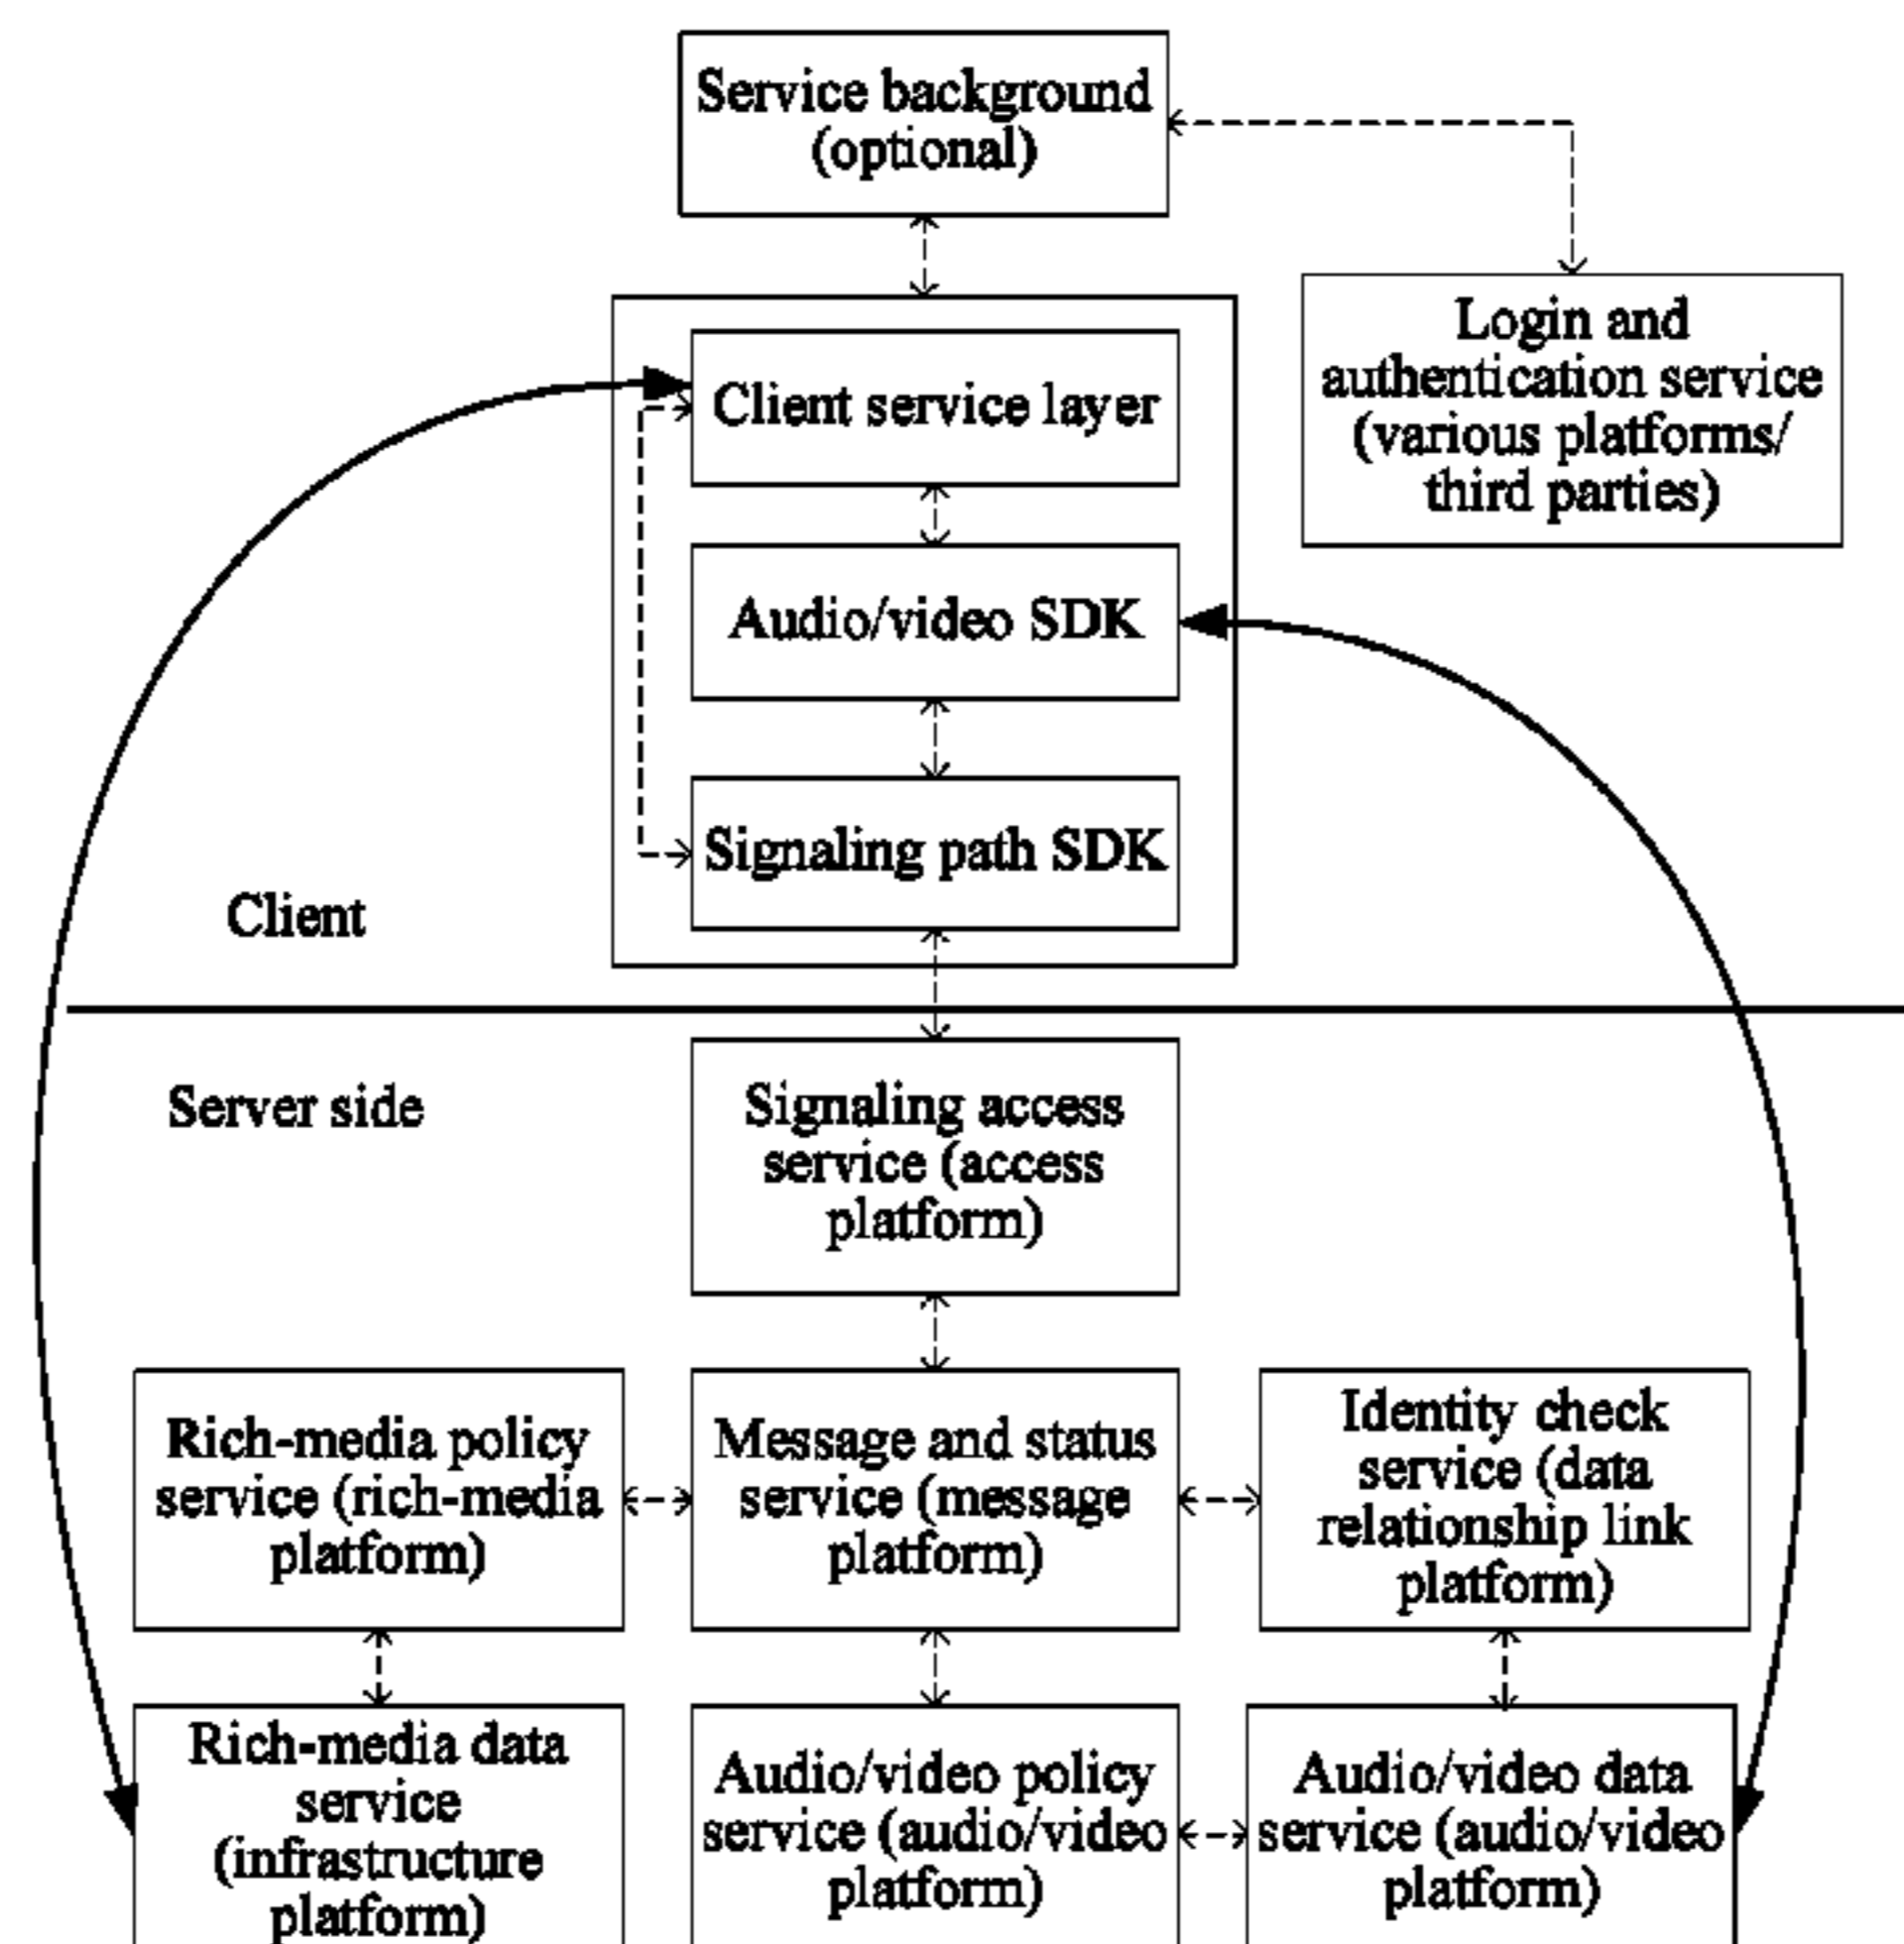 Service background
(optional)
Login and
authentication service
(various platforms/
third parties)
Client service layer
Audio/video SDK
Signaling path SDK
Client
Server side
Signaling access
service (access
platform)
Rich-media policy
service (rich-media
platform)
Message and status
service (message
platform)
Identity check
service (data
relationship link
platform)
Rich-media data
service
(infrastructure
platform)
Audio/video policy
service (audio/video
platform)
Audio/video data
service (audio/video
platform)